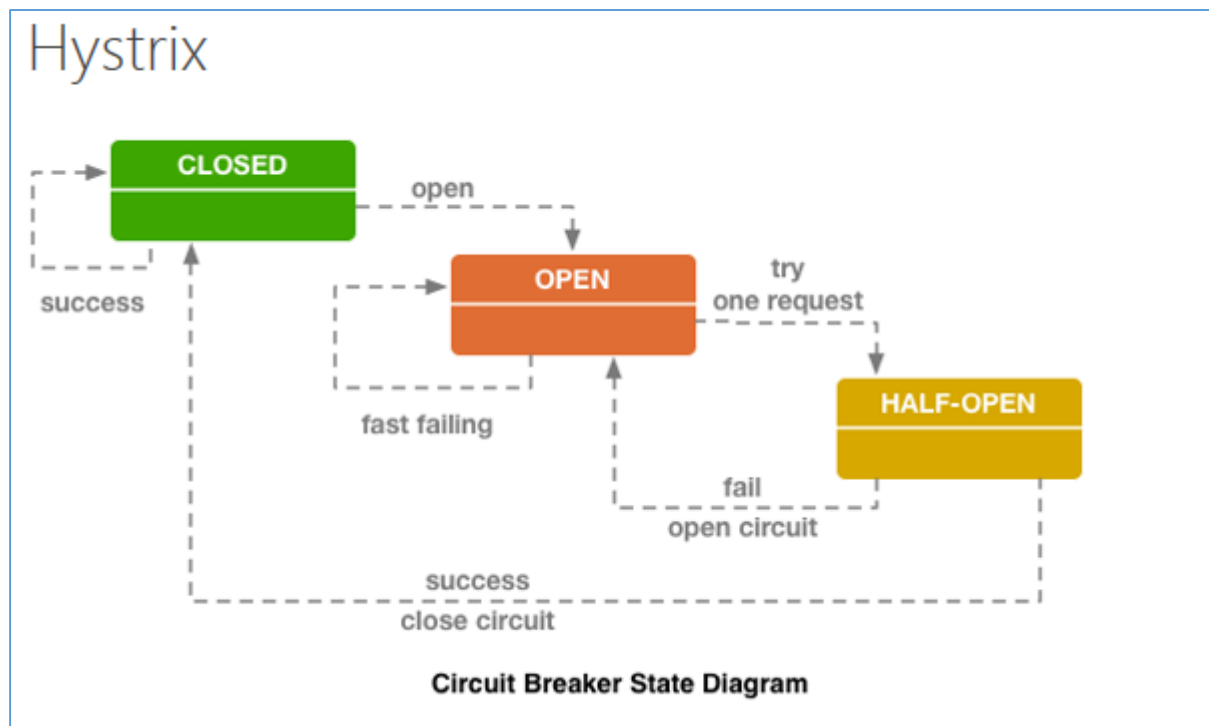 Hystrix
CLOSED
open
success
OPEN
try
one request
fast failing
HALF-OPEN
fail
open circuit
success
close circuit
Circuit Breaker State Diagram